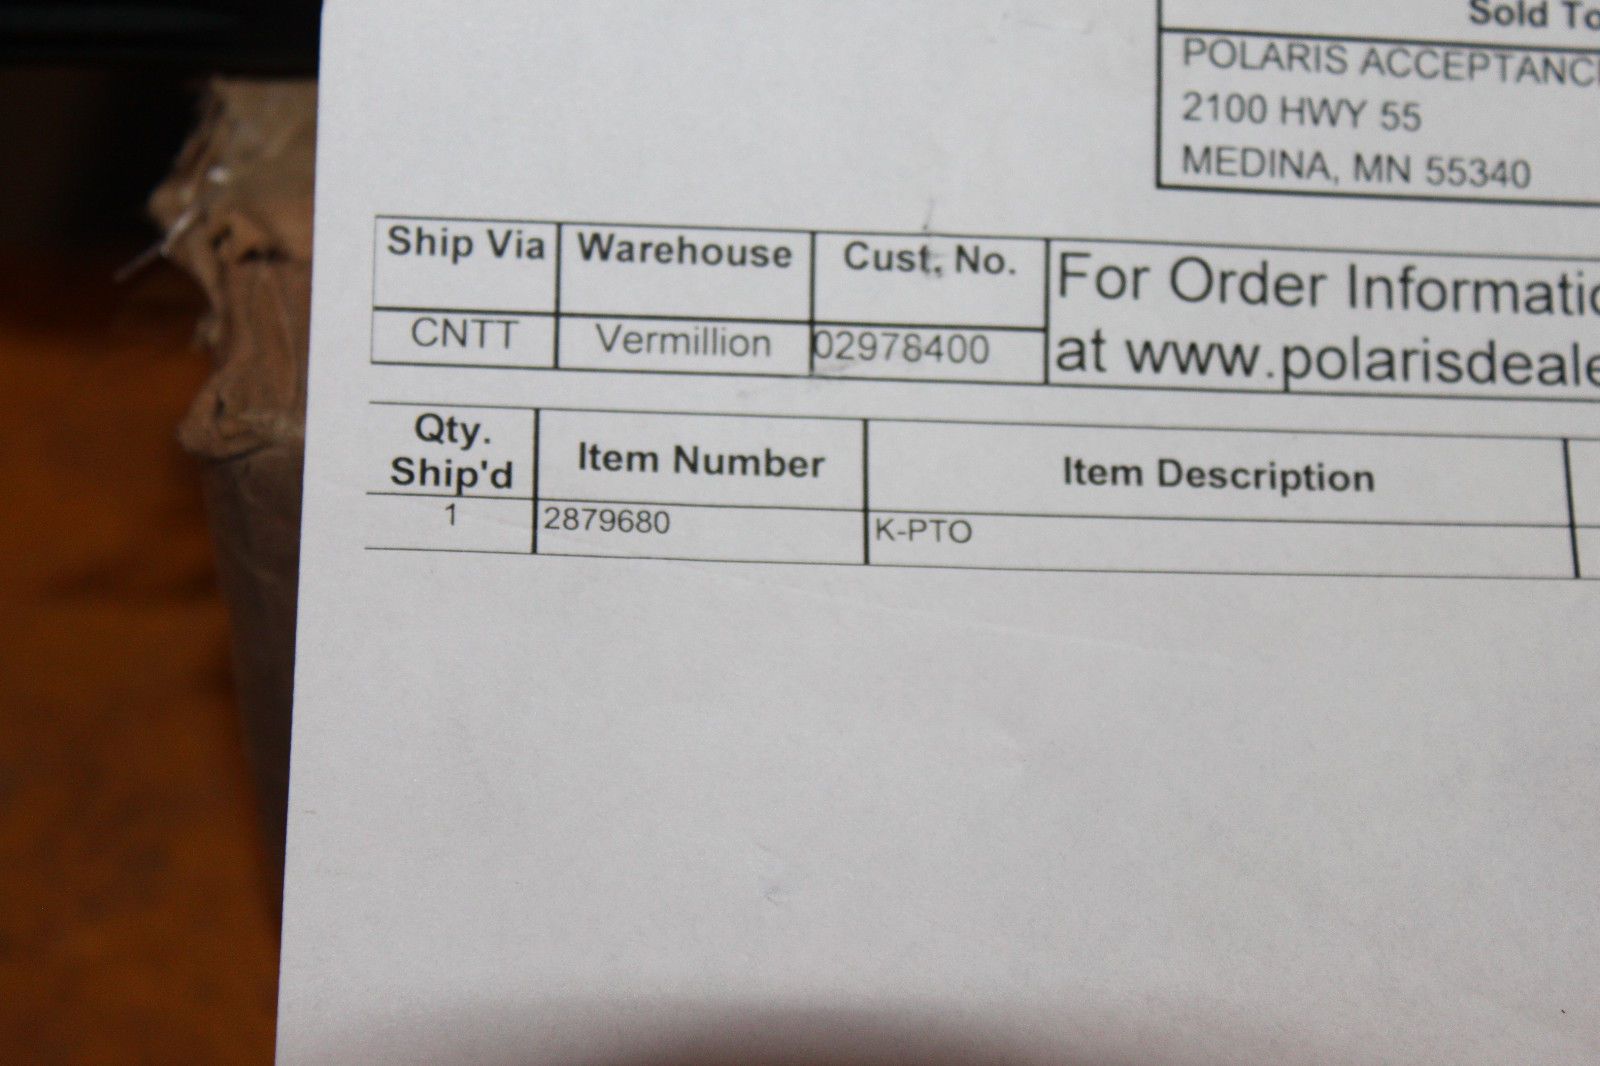 Sold To
POLARIS ACCEPTANC
2100 HWY 55
MEDINA, MN 55340
Ship Via Warehouse Cust. No.
For Order Informatio
CNTT Vermillion 02978400
at www.polarisdeale
Qty.
Ship'd Item Number Item Description
1 2879680 K-PTO